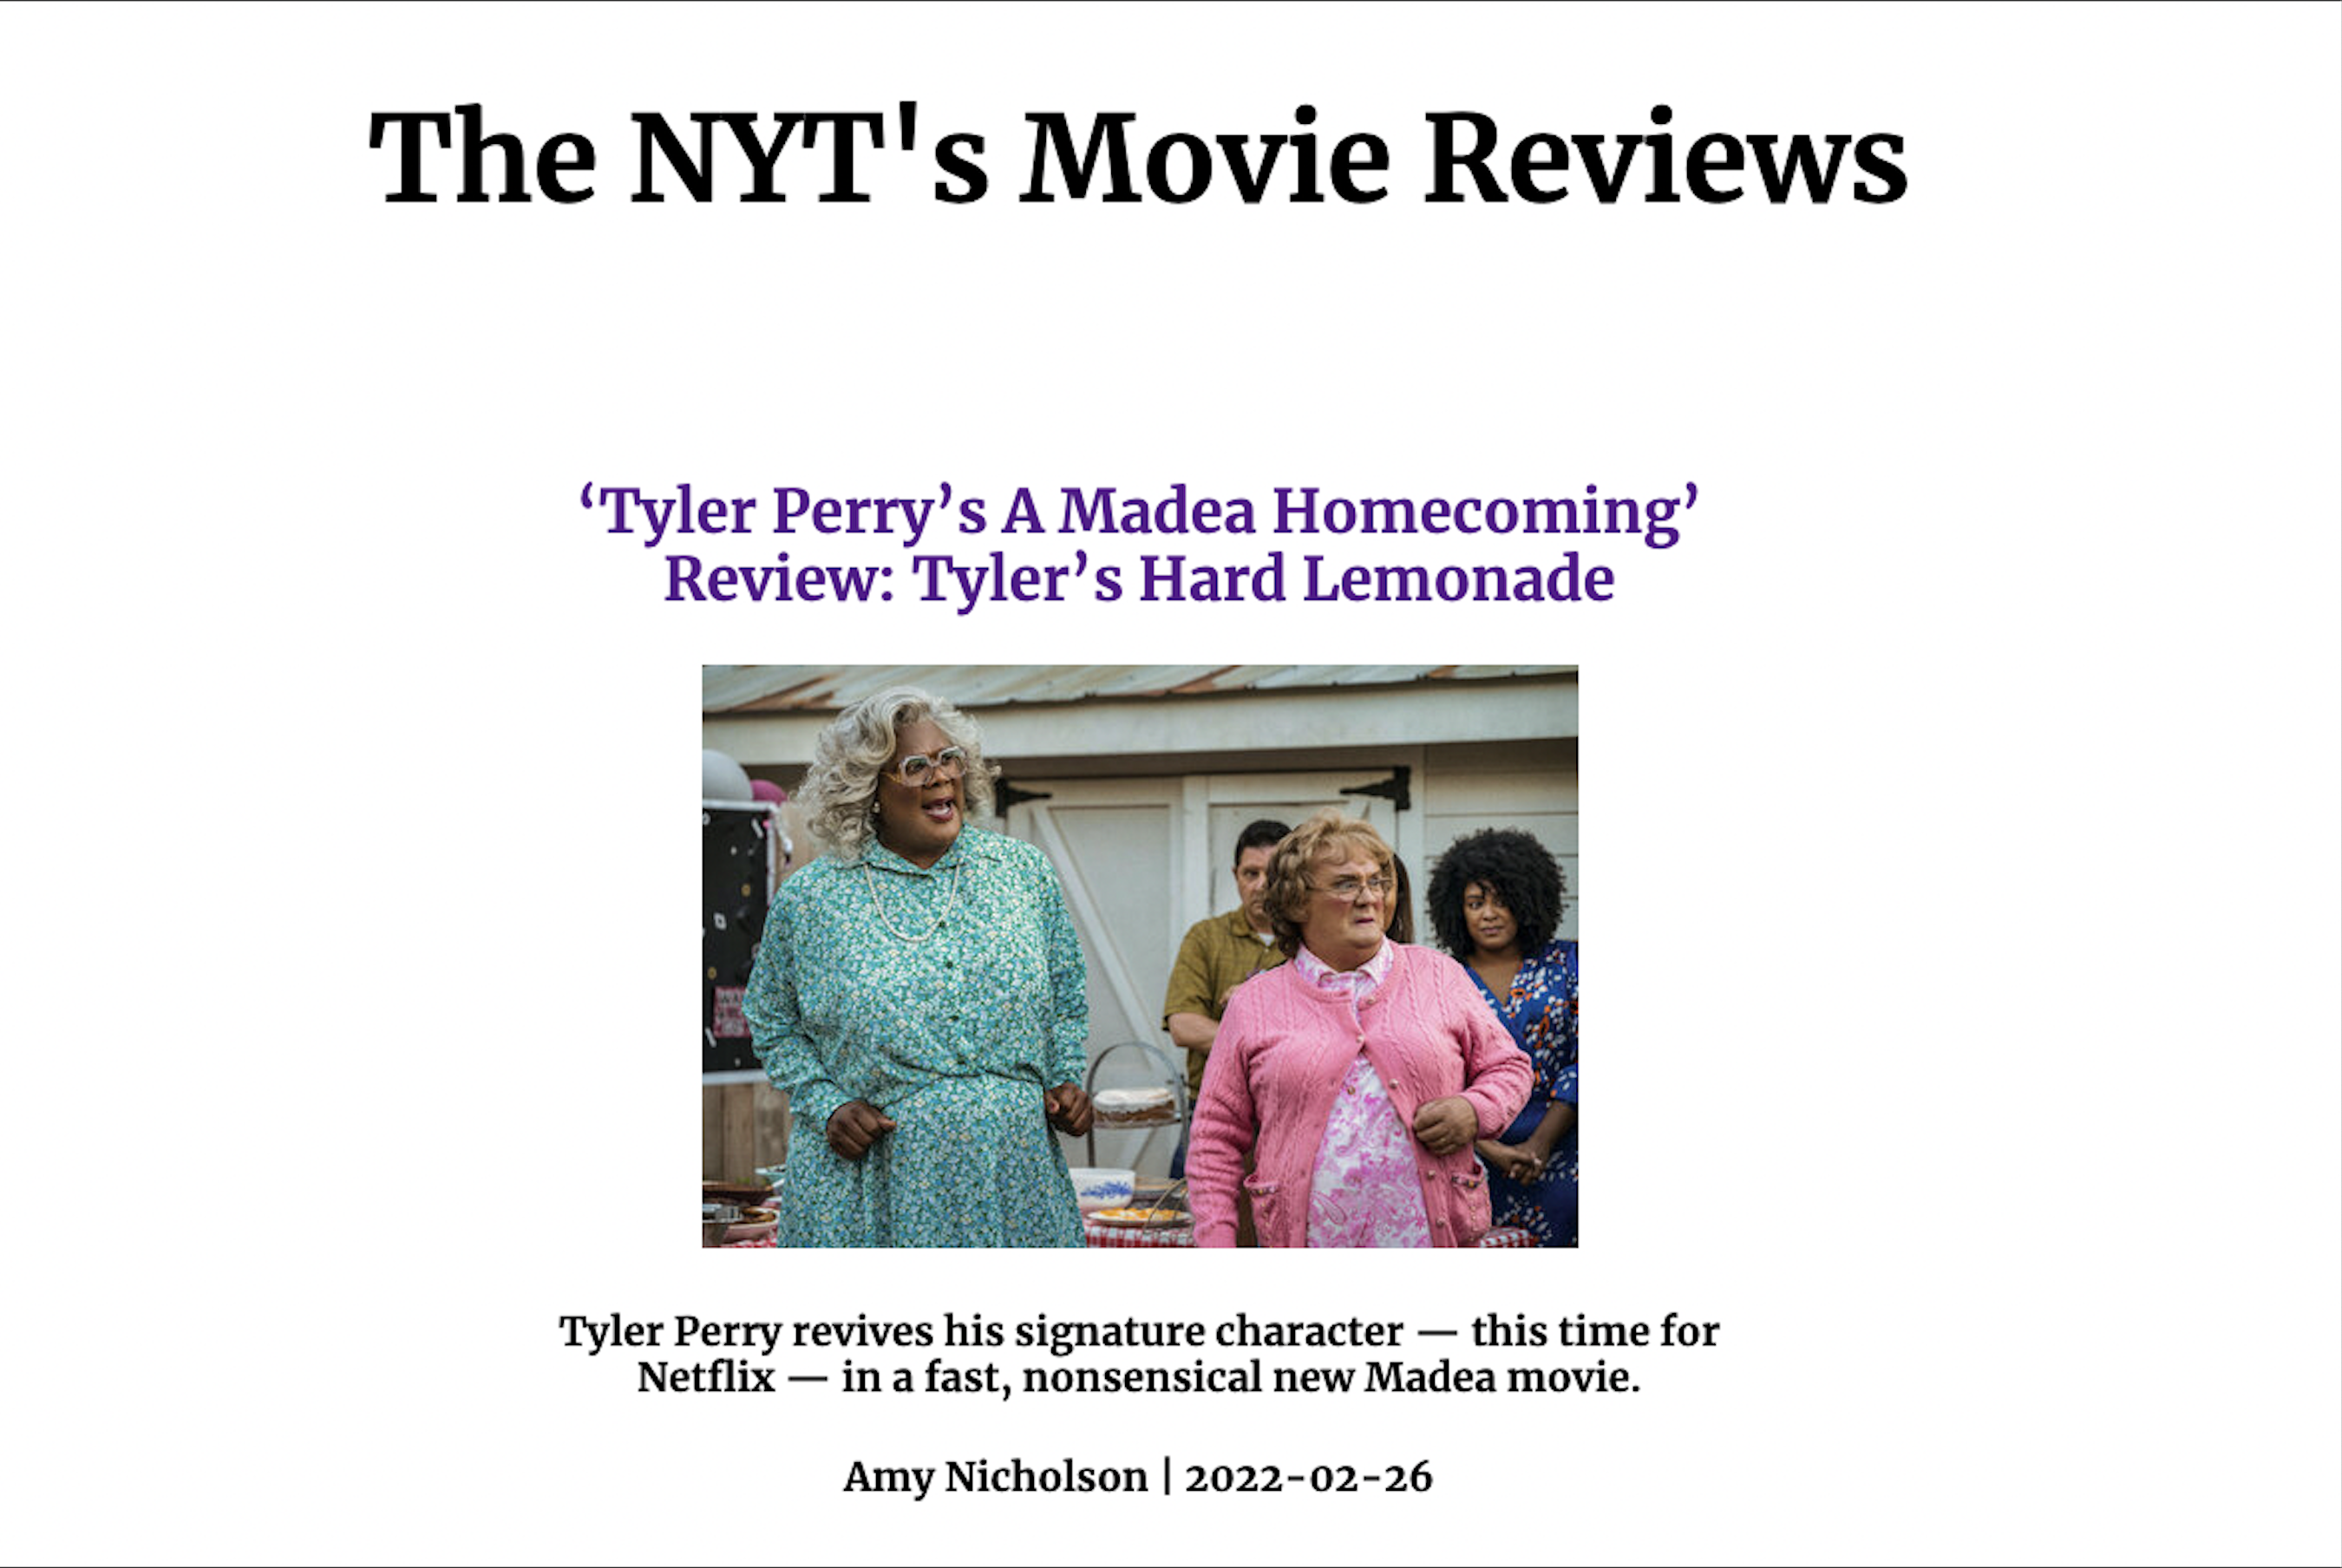 The NYT's Movie Reviews
‘Tyler Perry’s A Madea Homecoming’
Review: Tyler’s Hard Lemonade
Tyler Perry revives his signature character — this time for
Netflix — in a fast, nonsensical new Madea movie.
Amy Nicholson | 2022-02-26